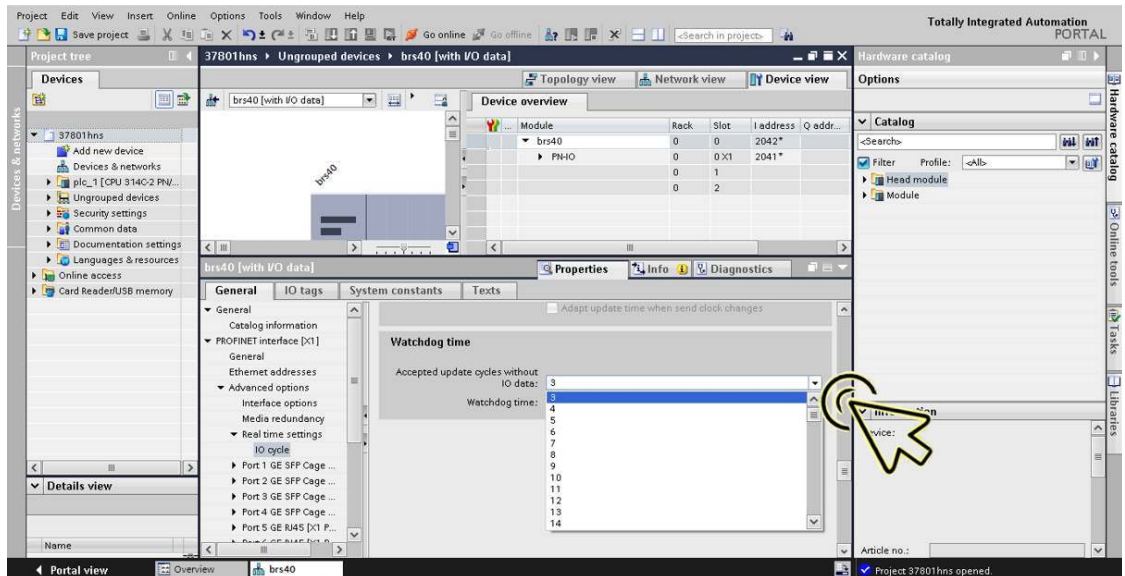 Project Edit View Insert Online Options Tools Window Help
Totally Integrated Automation
PORTAL
Save project
Go online
Go offline
<Search in project>
Project tree
37801hns › Ungrouped devices › brs40 [with I/O data]
Hardware catalog
Devices
Topology view
Network view
Device view
Options
brs40 [with I/O data]
Device overview
... Module Rack Slot I address Q addr...
brs40 0 0 2042*
PN-IO 0 0 X1 2041*
0 1
0 2
brs40
37801hns
Add new device
Devices & networks
plc_1 [CPU 314C-2 PN/...
Ungrouped devices
Security settings
Common data
Documentation settings
Languages & resources
Online access
Card Reader/USB memory
Devices & networks
Catalog
<Search>
Filter Profile: <All>
Head module
Module
Hardware catalog
Online tools
Tasks
Libraries
brs40 [with I/O data]
Properties
Info
Diagnostics
General IO tags System constants Texts
General
Catalog information
PROFINET interface [X1]
General
Ethernet addresses
Advanced options
Interface options
Media redundancy
Real time settings
IO cycle
Port 1 GE SFP Cage ...
Port 2 GE SFP Cage ...
Port 3 GE SFP Cage ...
Port 4 GE SFP Cage ...
Port 5 GE RJ45 [X1 P...
Adapt update time when send clock changes
Watchdog time
Accepted update cycles without
IO data: 3
Watchdog time:
3
4
5
6
7
8
9
10
11
12
13
14
Details view
Name
Article no.:
Portal view
Overview
brs40
Project 37801hns opened.